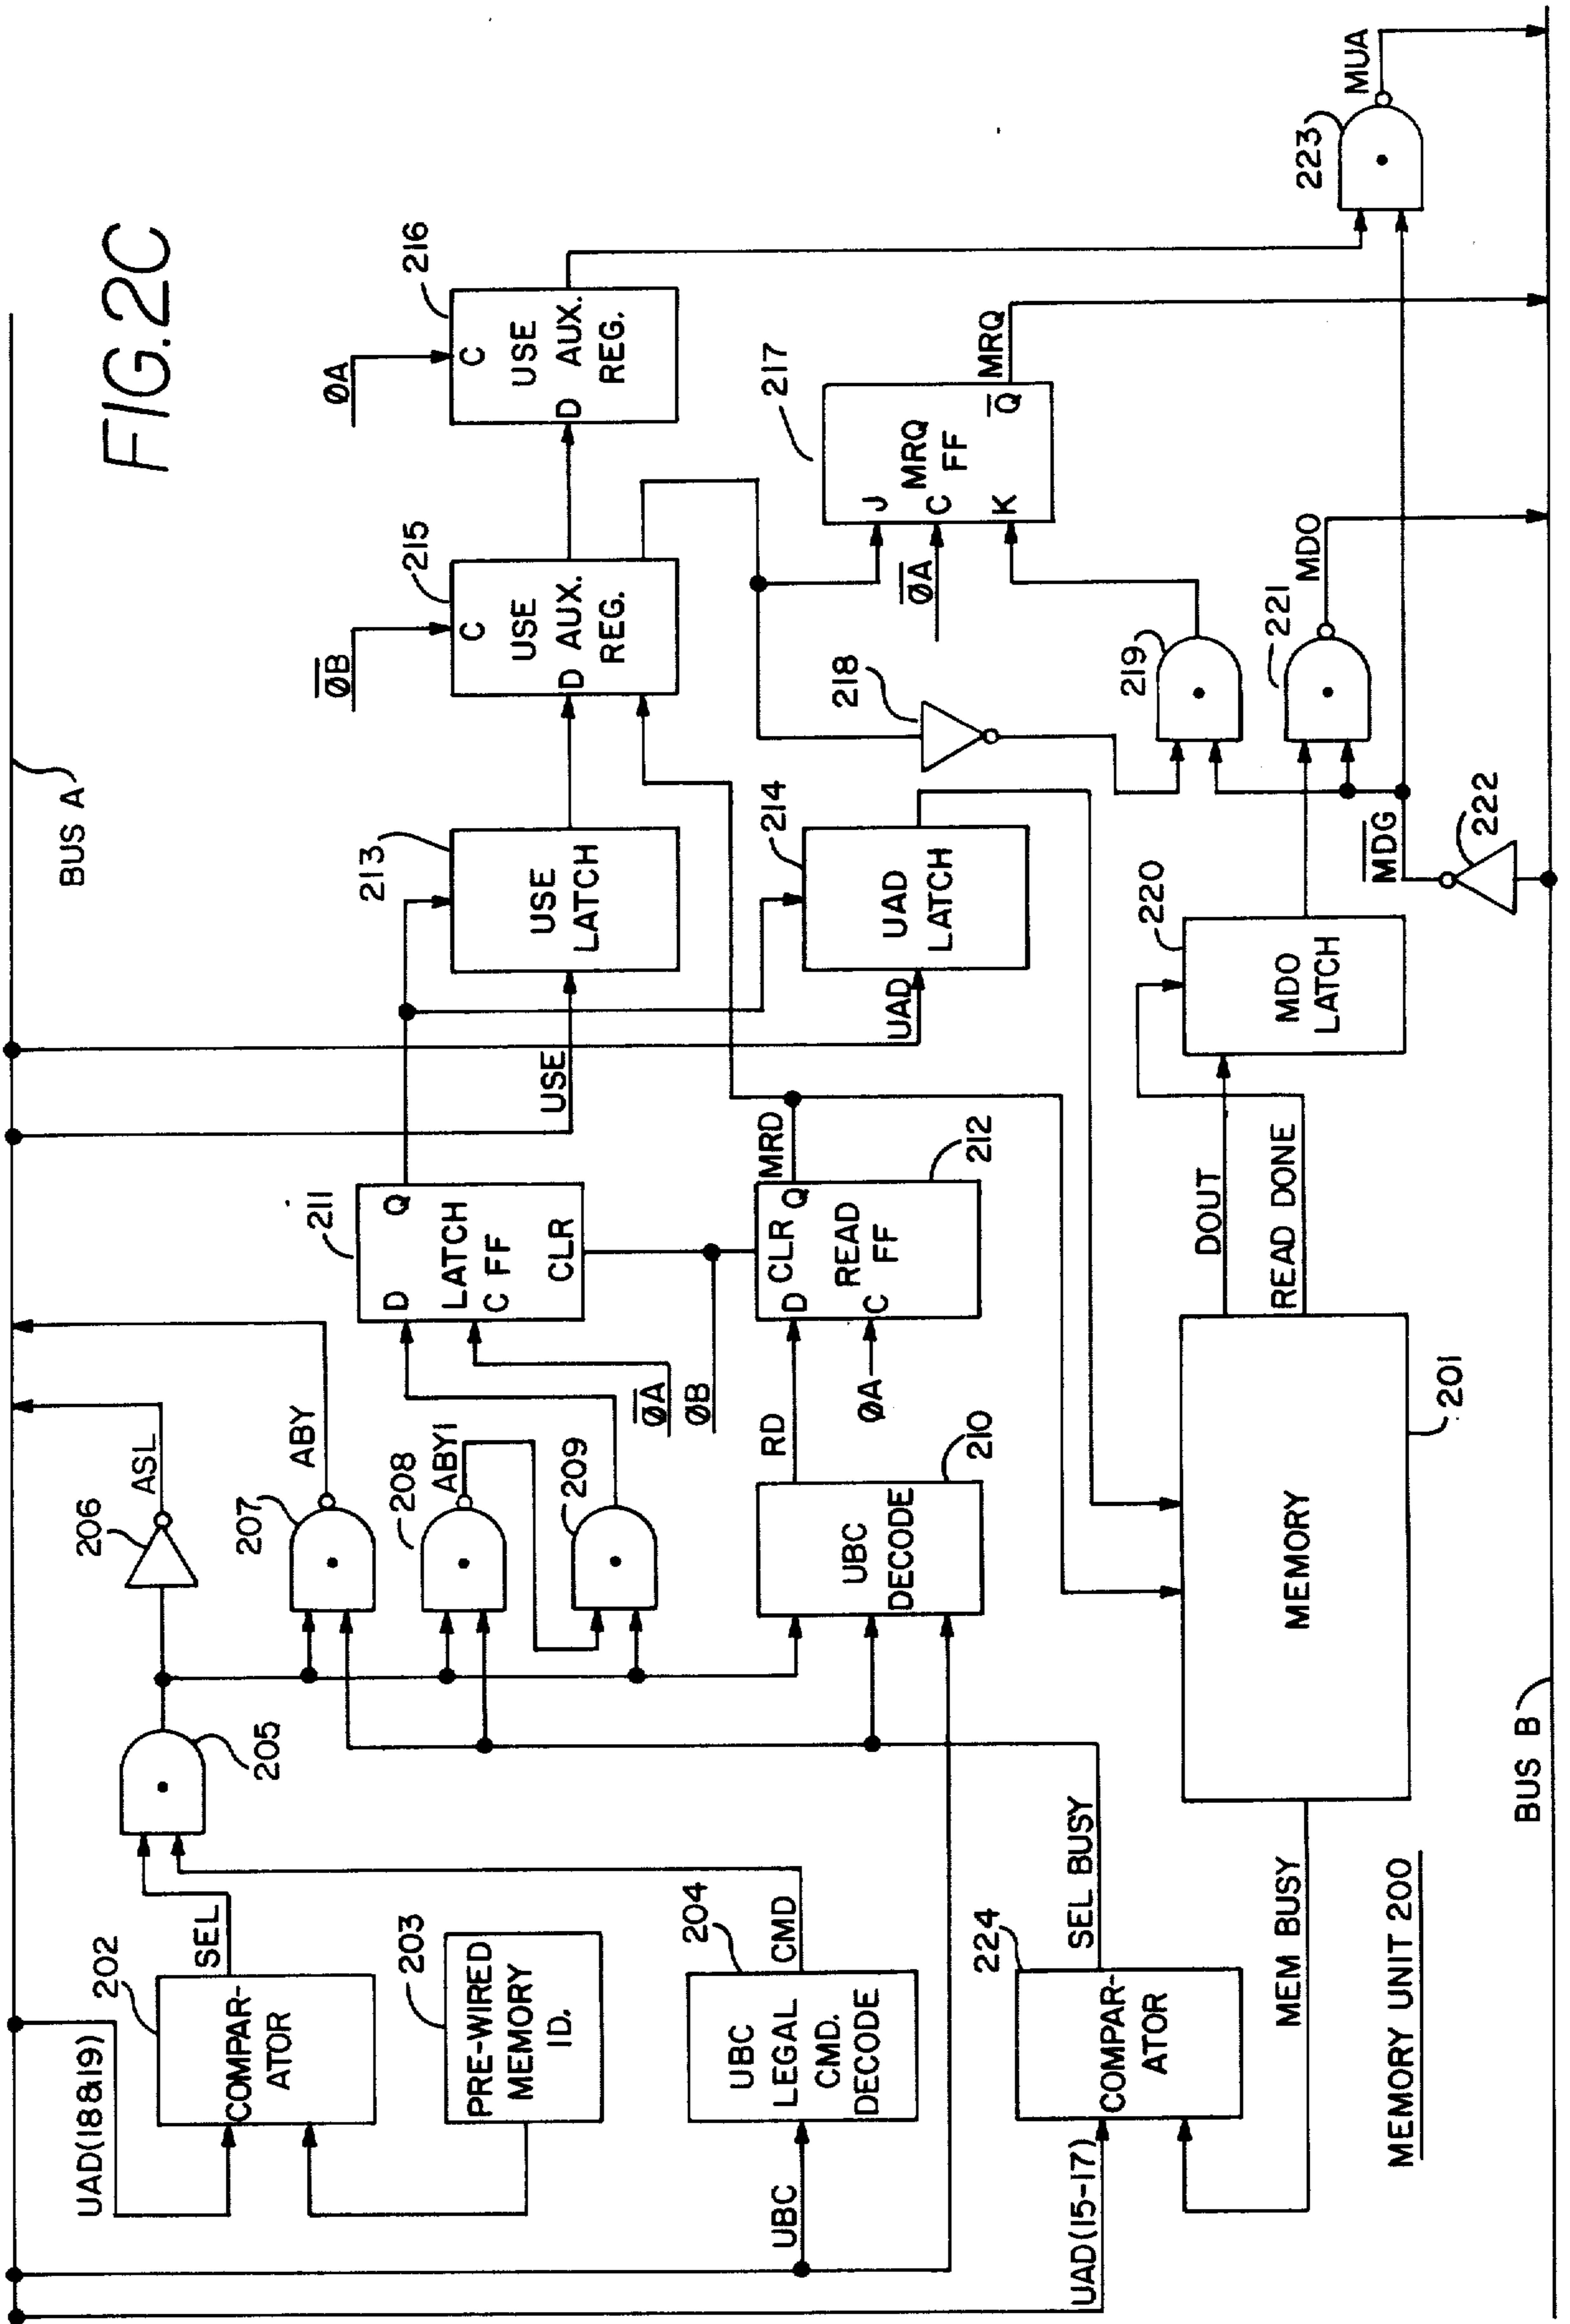 FIG. 2C
BUS A
UAD(18&19)
202
COMPAR-
ATOR
SEL
203
PRE-WIRED
MEMORY
ID.
204
UBC
LEGAL
CMD.
DECODE
CMD
UBC
UAD(15-17)
224
COMPAR-
ATOR
SEL BUSY
MEM BUSY
205
206
ASL
207
ABY
208
ABY1
209
210
UBC
DECODE
RD
201
MEMORY
DOUT
READ DONE
211
D
Q
LATCH
C FF
CLR
O̅A̅
ØB
ØA
212
CLR
D
Q
READ
C
FF
MRD
USE
UAD
213
USE
LATCH
214
UAD
LATCH
220
MDO
LATCH
O̅B̅
215
C
USE
D AUX.
REG.
ØA
216
C
USE
D AUX.
REG.
217
J
MRQ
C
FF
K
Q̅
O̅A̅
MRQ
218
219
221
MDO
222
M̅D̅G̅
223
MUA
BUS B
MEMORY UNIT 200